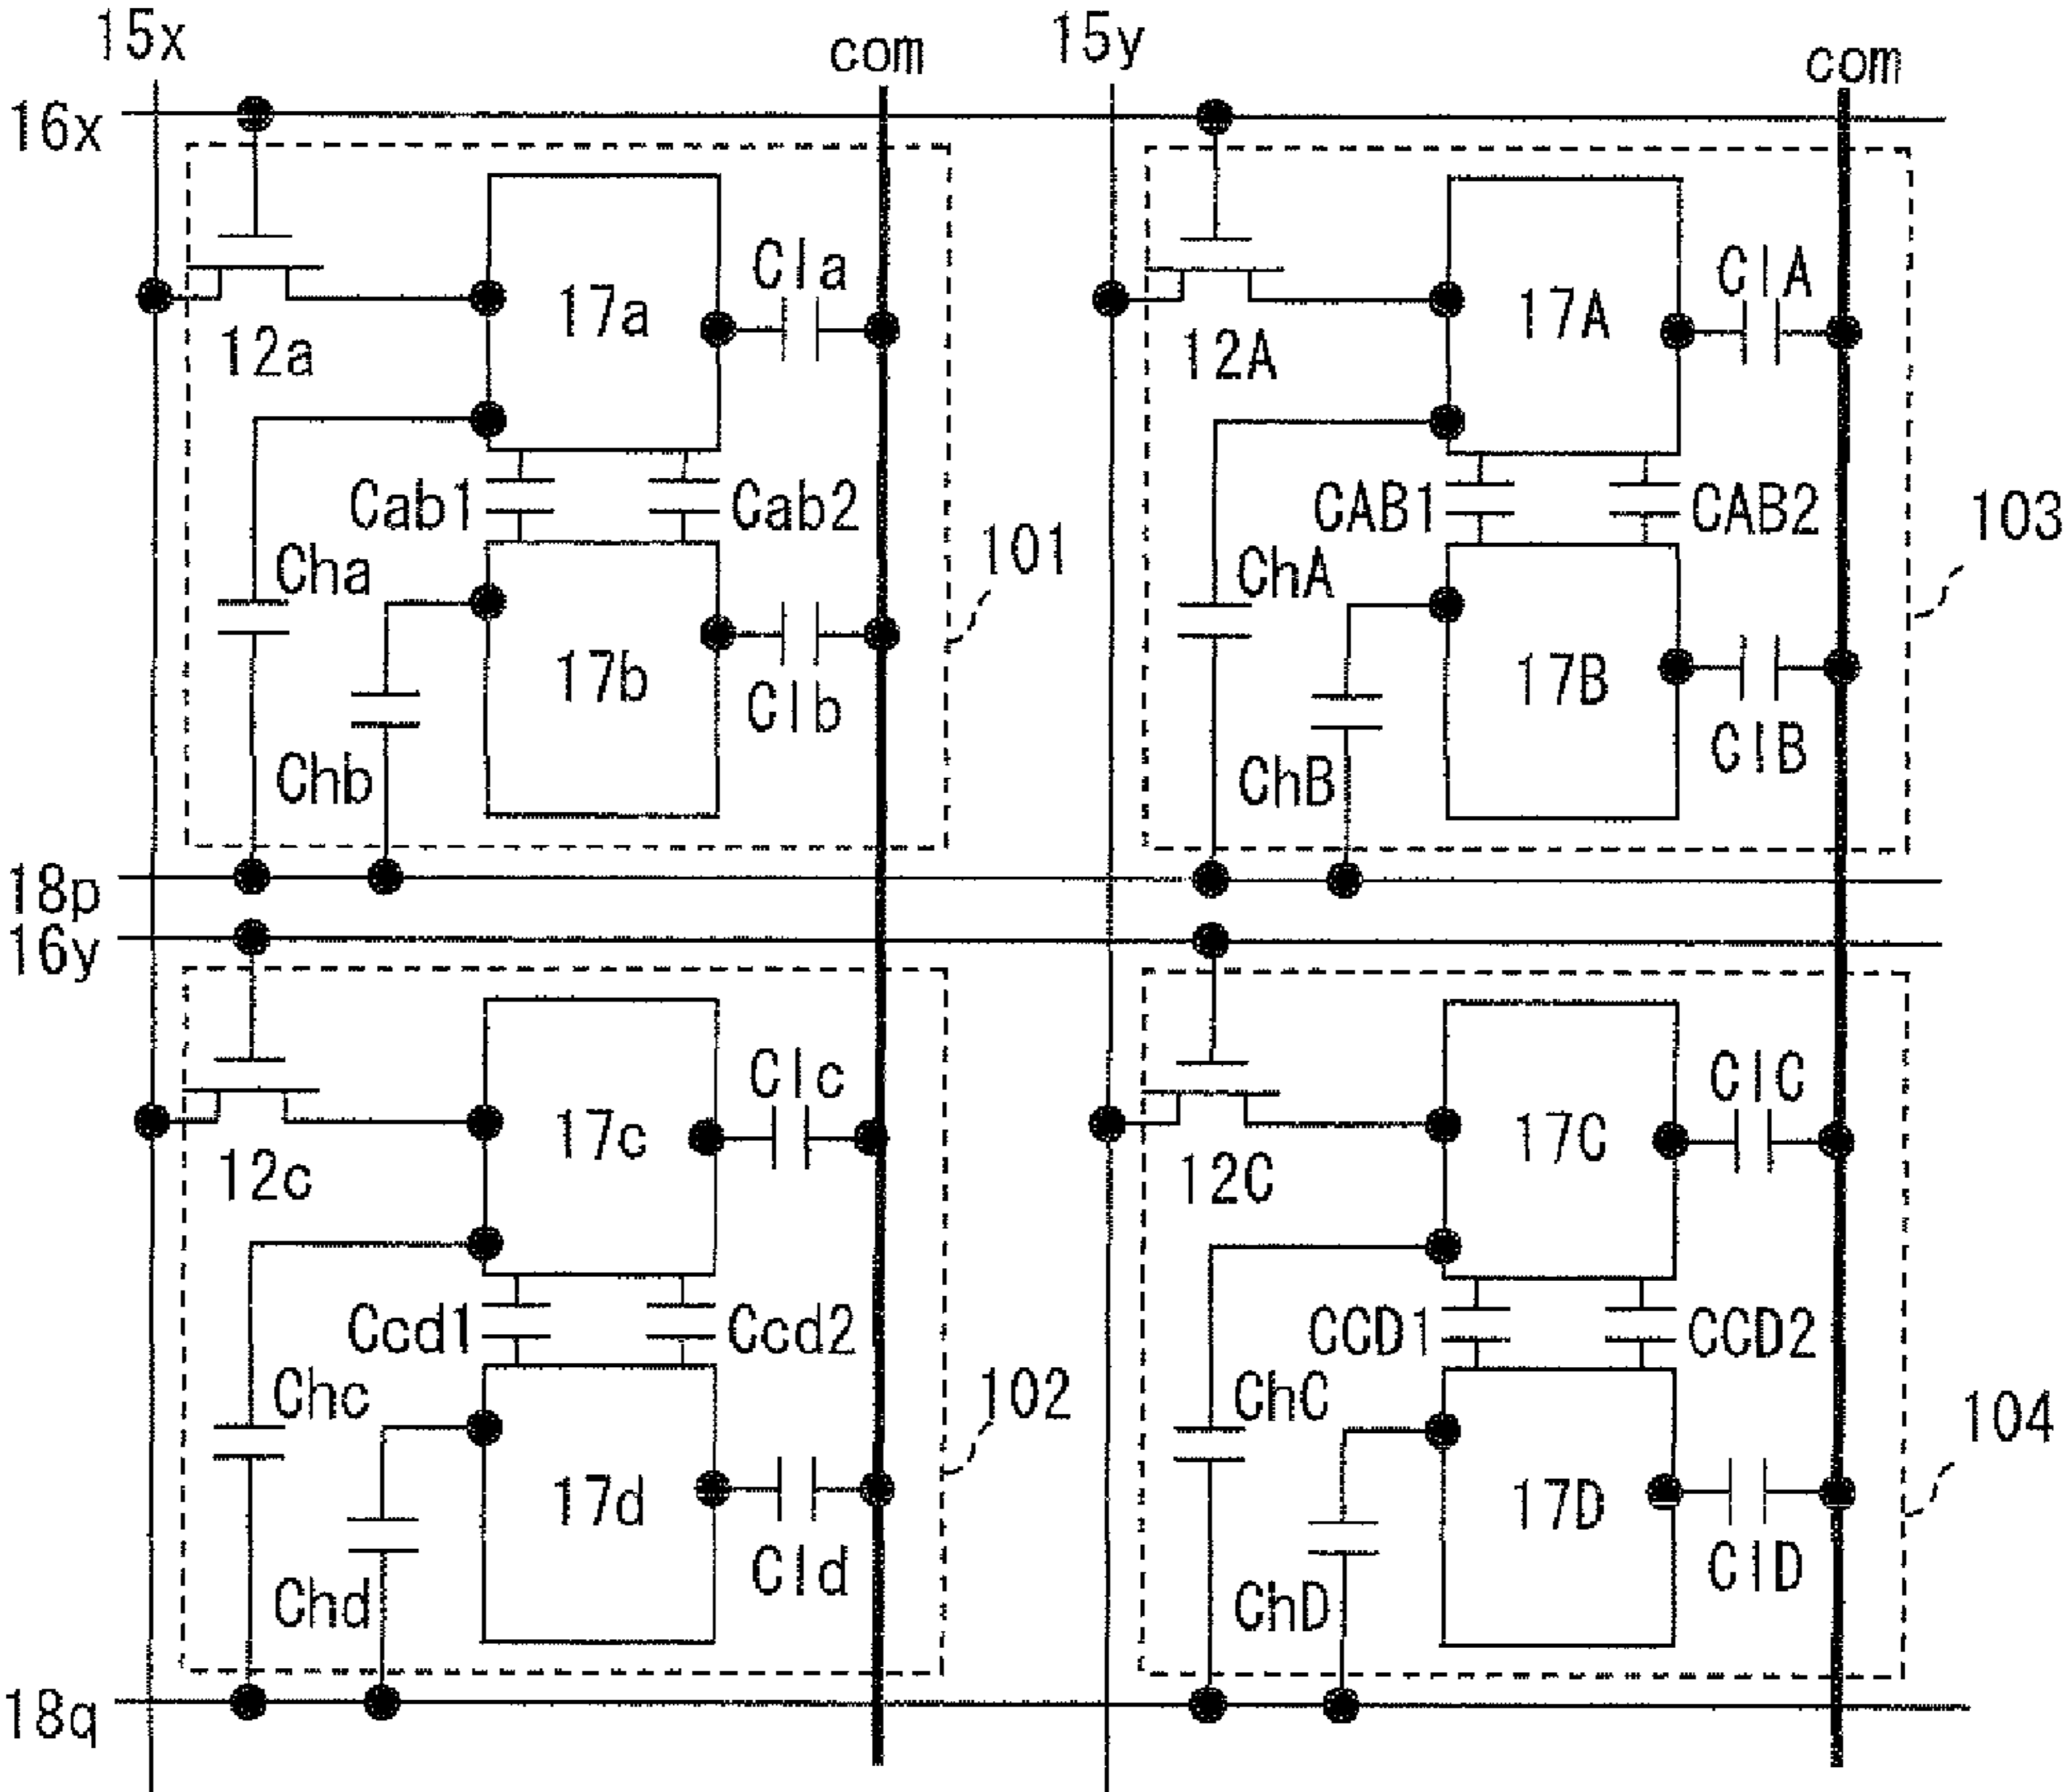 15x
com
15y
com
16x
Cla
ClA
17a
17A
12a
12A
Cab1
Cab2
CAB1
CAB2
103
101
Cha
ChA
17b
17B
Clb
ClB
Chb
ChB
18p
16y
Clc
ClC
17c
17C
12c
12C
Ccd1
Ccd2
CCD1
CCD2
Chc
102
ChC
104
17d
17D
Cld
ClD
Chd
ChD
18q